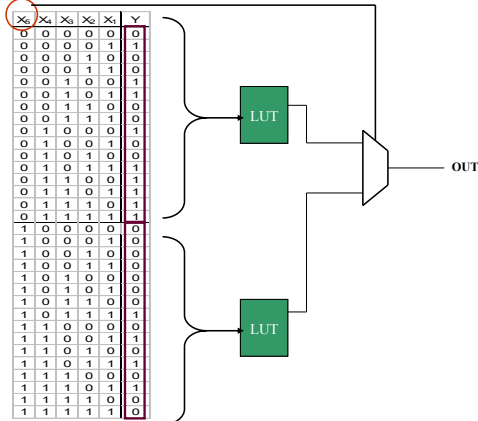 X₅ X₄ X₃ X₂ X₁ Y
0 0 0 0 0 0
0 0 0 0 1 1
0 0 0 1 0 0
0 0 0 1 1 0
0 0 1 0 0 1
0 0 1 0 1 1
0 0 1 1 0 0
0 0 1 1 1 0
0 1 0 0 0 1
0 1 0 0 1 0
0 1 0 1 0 0
0 1 0 1 1 1
0 1 1 0 0 1
0 1 1 0 1 1
0 1 1 1 0 1
0 1 1 1 1 1
1 0 0 0 0 0
1 0 0 0 1 0
1 0 0 1 0 0
1 0 0 1 1 0
1 0 1 0 0 0
1 0 1 0 1 0
1 0 1 1 0 0
1 0 1 1 1 1
1 1 0 0 0 0
1 1 0 0 1 0
1 1 0 1 0 0
1 1 0 1 1 1
1 1 1 0 0 0
1 1 1 0 1 1
1 1 1 1 0 0
1 1 1 1 1 0
LUT
LUT
OUT